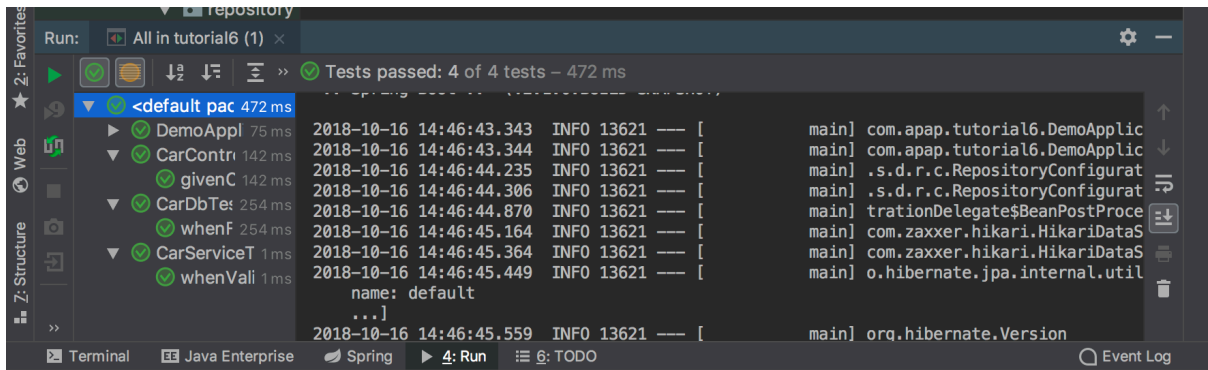 repository
Run: All in tutorial6 (1) ×
2: Favorites
Web
Z: Structure
» Tests passed: 4 of 4 tests – 472 ms
<default pac 472 ms
DemoAppl 75 ms
CarContr 142 ms
givenC 142 ms
CarDbTes 254 ms
whenF 254 ms
CarServiceT 1 ms
whenVali 1 ms
2018-10-16 14:46:43.343 INFO 13621 --- [ main] com.apap.tutorial6.DemoApplic
2018-10-16 14:46:43.344 INFO 13621 --- [ main] com.apap.tutorial6.DemoApplic
2018-10-16 14:46:44.235 INFO 13621 --- [ main] .s.d.r.c.RepositoryConfigurat
2018-10-16 14:46:44.306 INFO 13621 --- [ main] .s.d.r.c.RepositoryConfigurat
2018-10-16 14:46:44.870 INFO 13621 --- [ main] trationDelegate$BeanPostProce
2018-10-16 14:46:45.164 INFO 13621 --- [ main] com.zaxxer.hikari.HikariDataS
2018-10-16 14:46:45.364 INFO 13621 --- [ main] com.zaxxer.hikari.HikariDataS
2018-10-16 14:46:45.449 INFO 13621 --- [ main] o.hibernate.jpa.internal.util
name: default
...]
2018-10-16 14:46:45.559 INFO 13621 --- [ main] org.hibernate.Version
»
Terminal Java Enterprise Spring 4: Run 6: TODO Event Log